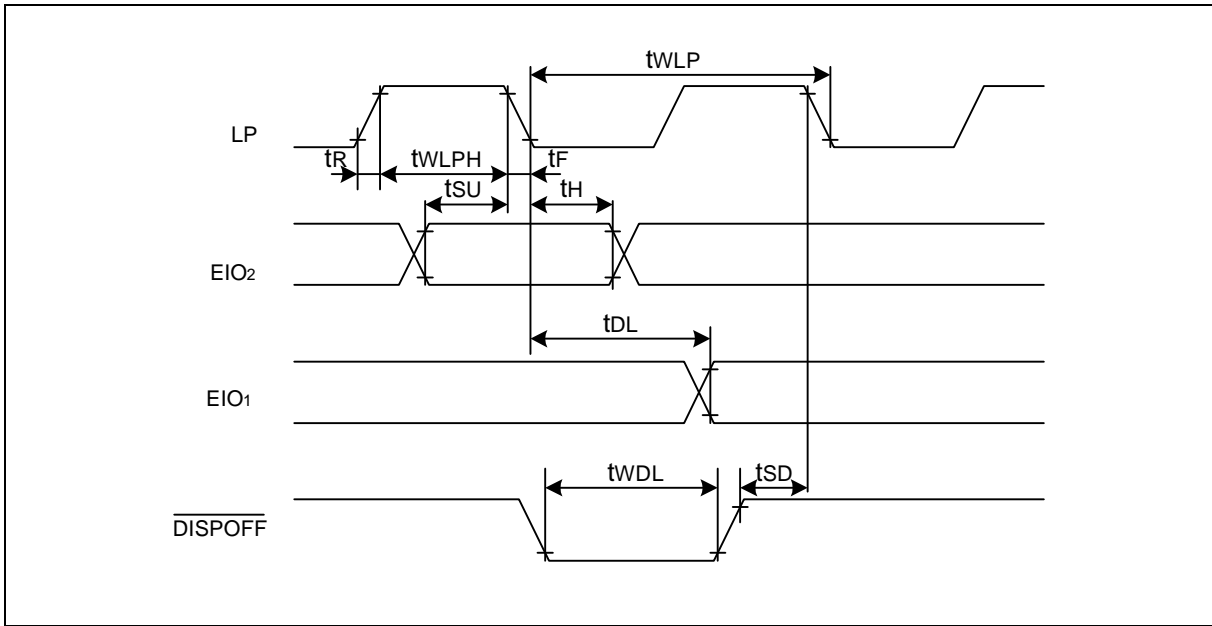 tWLP
LP
tR
tWLPH
tF
tSU
tH
EIO2
tDL
EIO1
tWDL
tSD
DISPOFF